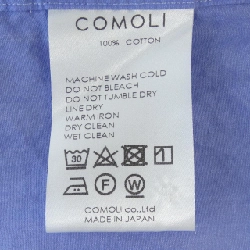 COMOLI
100% COTTON
MACHINE WASH COLD
DO NOT BLEACH
DO NOT TUMBLE DRY
LINE DRY
WARM IRON
DRY CLEAN
WET CLEAN
30
P W
COMOLI co.,Ltd
MADE IN JAPAN